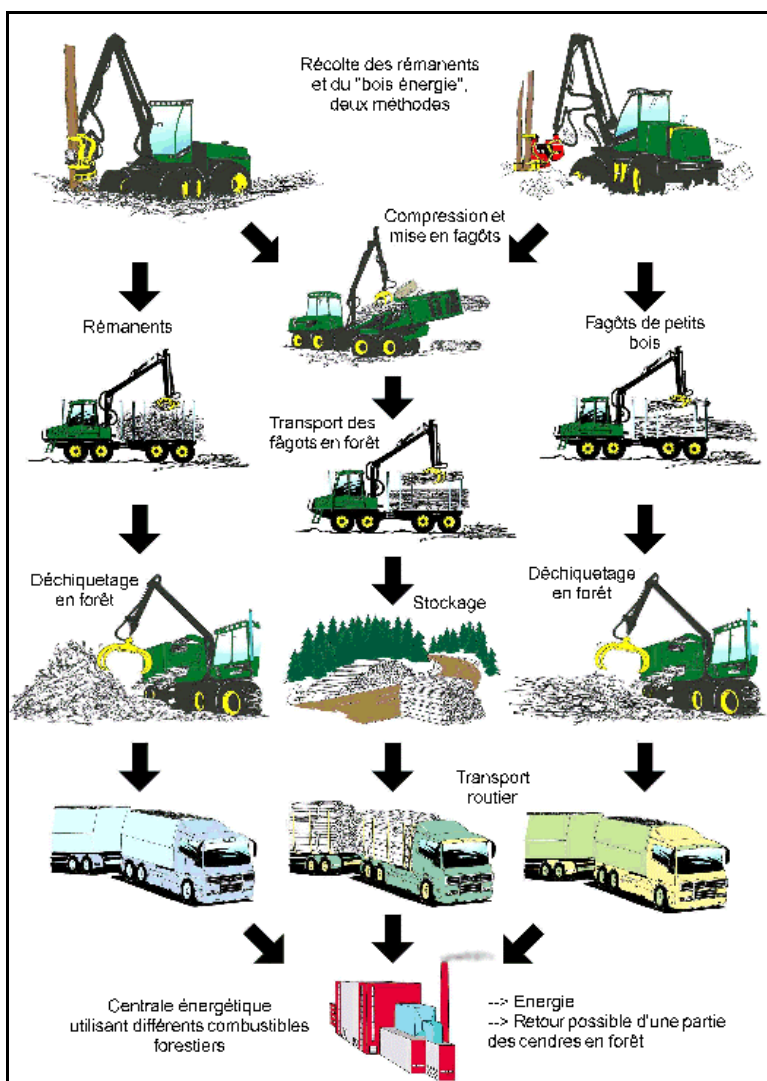 Récolte des rémanents
et du "bois énergie",
deux méthodes
Compression et
mise en fagôts
Rémanents
Fagôts de petits
bois
Transport des
fâgots en forêt
Déchiquetage
en forêt
Stockage
Déchiquetage
en forêt
Transport
routier
Centrale énergétique
utilisant différents combustibles
forestiers
--> Energie
--> Retour possible d'une partie
des cendres en forêt